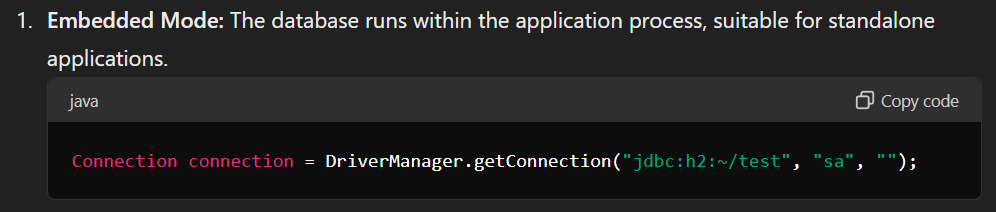 1. Embedded Mode: The database runs within the application process, suitable for standalone
applications.
java
Copy code
Connection connection = DriverManager.getConnection("jdbc:h2:~/test", "sa", "");